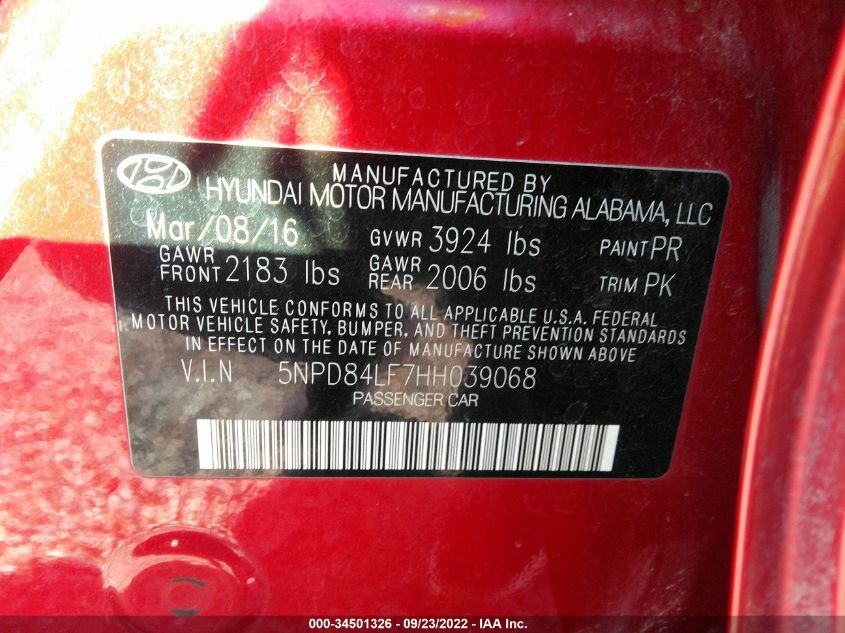 MANUFACTURED BY
HYUNDAI MOTOR MANUFACTURING ALABAMA, LLC
Mar/08/16 GVWR 3924 lbs PAINT PR
GAWR FRONT 2183 lbs GAWR REAR 2006 lbs TRIM PK
THIS VEHICLE CONFORMS TO ALL APPLICABLE U.S.A. FEDERAL
MOTOR VEHICLE SAFETY, BUMPER, AND THEFT PREVENTION STANDARDS
IN EFFECT ON THE DATE OF MANUFACTURE SHOWN ABOVE
V.I.N 5NPD84LF7HH039068
PASSENGER CAR
000-34501326 - 09/23/2022 - IAA Inc.